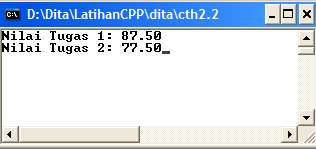 D:\Dita\LatihanCPP\dita\cth2.2
Nilai Tugas 1: 87.50
Nilai Tugas 2: 77.50